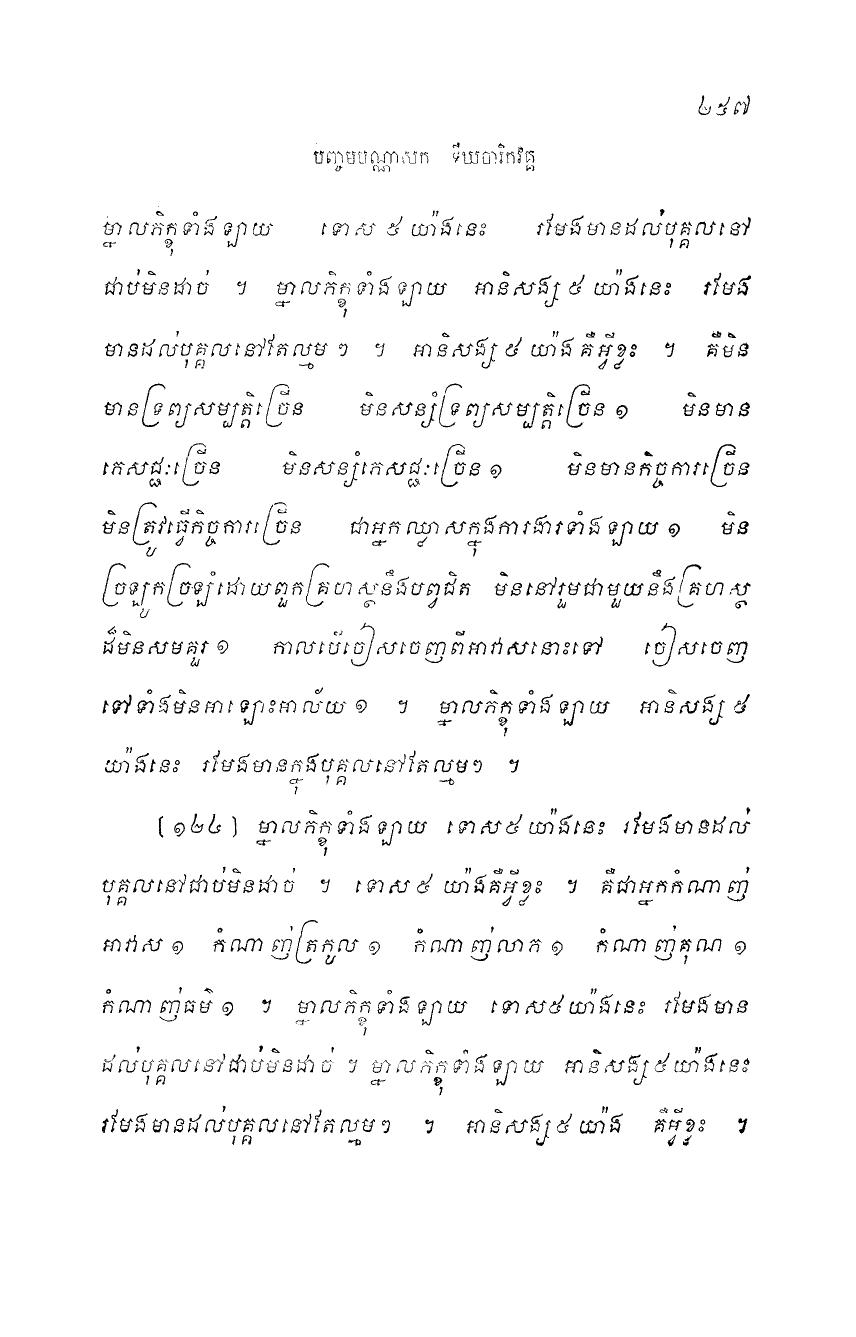 ២៥៧
បញ្ចមបណ្ណាសក ទីឃចារិកវគ្គ
ម្នាលភិក្ខុទាំងឡាយ ទោស ៥ យ៉ាងនេះ រមែងមានដល់បុគ្គលនៅ
ជាប់មិនដាច់ ។ ម្នាលភិក្ខុទាំងឡាយ អានិសង្ស ៥ យ៉ាងនេះ រមែង
មានដល់បុគ្គលនៅតែល្មម ៗ ។ អានិសង្ស ៥ យ៉ាងគឺអ្វីខ្លះ ។ គឺមិន
មានទ្រព្យសម្បត្តិច្រើន មិនសន្សំទ្រព្យសម្បត្តិច្រើន ១ មិនមាន
ភេសជ្ជៈច្រើន មិនសន្សំភេសជ្ជៈច្រើន ១ មិនមានកិច្ចការច្រើន
មិនត្រូវធ្វើកិច្ចការច្រើន ជាអ្នកឈ្លាសក្នុងការងារទាំងឡាយ ១ មិន
ច្រឡូកច្រឡំដោយពួកគ្រហស្ថនឹងបព្វជិត មិននៅរួមជាមួយនឹងគ្រហស្ថ
ដ៏មិនសមគួរ ១ កាលបើចៀសចេញពីអាវាសនោះទៅ ចៀសចេញ
ទៅទាំងមិនអាឡោះអាល័យ ១ ។ ម្នាលភិក្ខុទាំងឡាយ អានិសង្ស ៥
យ៉ាងនេះ រមែងមានក្នុងបុគ្គលនៅតែល្មមៗ ។
(១២៤) ម្នាលភិក្ខុទាំងឡាយ ទោស៥យ៉ាងនេះ រមែងមានដល់
បុគ្គលនៅជាប់មិនដាច់ ។ ទោស៥ យ៉ាងគឺអ្វីខ្លះ ។ គឺជាអ្នកកំណាញ់
អាវាស ១ កំណាញ់ត្រកូល ១ កំណាញ់លាភ ១ កំណាញ់គុណ ១
កំណាញ់ធម៌ ១ ។ ម្នាលភិក្ខុទាំងឡាយ ទោស៥យ៉ាងនេះ រមែងមាន
ដល់បុគ្គលនៅជាប់មិនដាច់ ។ ម្នាលភិក្ខុទាំងឡាយ អានិសង្ស៥យ៉ាងនេះ
រមែងមានដល់បុគ្គលនៅតែល្មមៗ ។ អានិសង្ស៥យ៉ាង គឺអ្វីខ្លះ ។